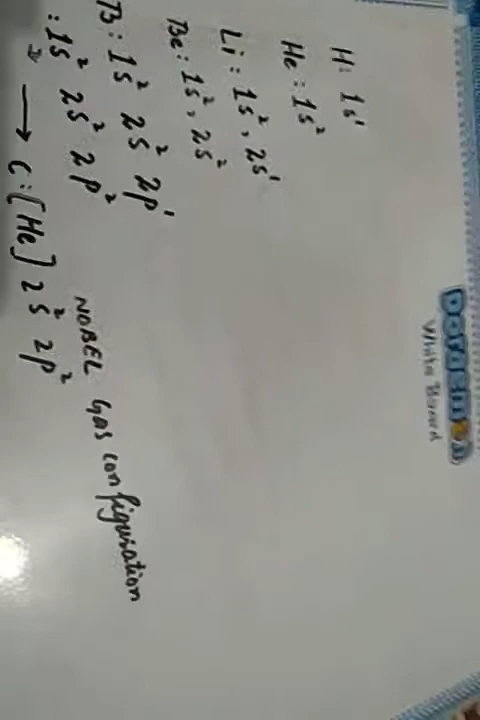 DORAEMON
White Board
H: 1s¹
He: 1s²
Li: 1s², 2s¹
Be: 1s², 2s²
B: 1s² 2s² 2p¹
: 1s² 2s² 2p²
→ C: [He] 2s² 2p²
NOBEL GAS configuration